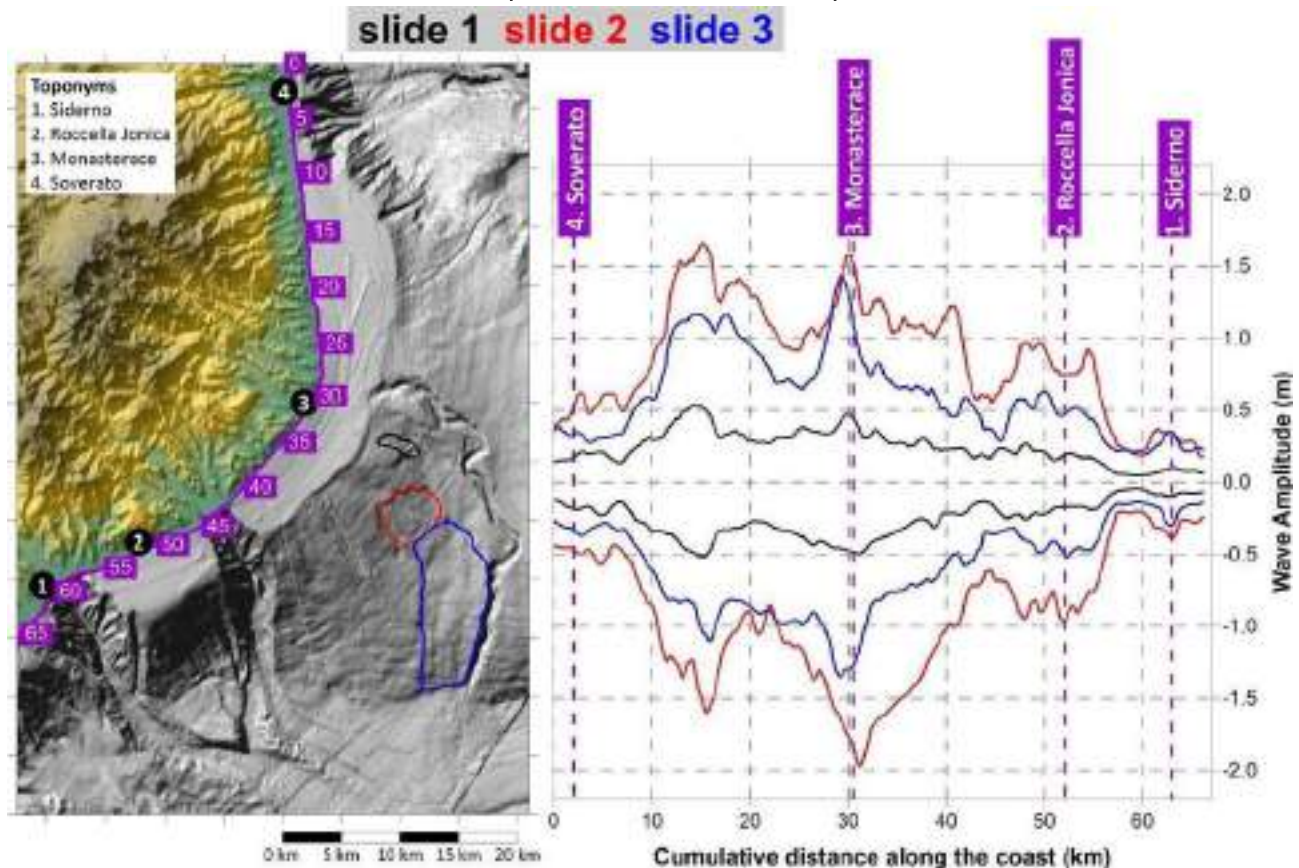 slide 1 slide 2 slide 3
Toponyms
1. Siderno
2. Roccella Jonica
3. Monasterace
4. Soverato
0
4
5
10
15
20
25
3
30
35
40
45
2
50
55
1
60
65
0 km 5 km 10 km 15 km 20 km
4. Soverato
3. Monasterace
2. Roccella Jonica
1. Siderno
2.0
1.5
1.0
0.5
0.0
-0.5
-1.0
-1.5
-2.0
Wave Amplitude (m)
0 10 20 30 40 50 60
Cumulative distance along the coast (km)